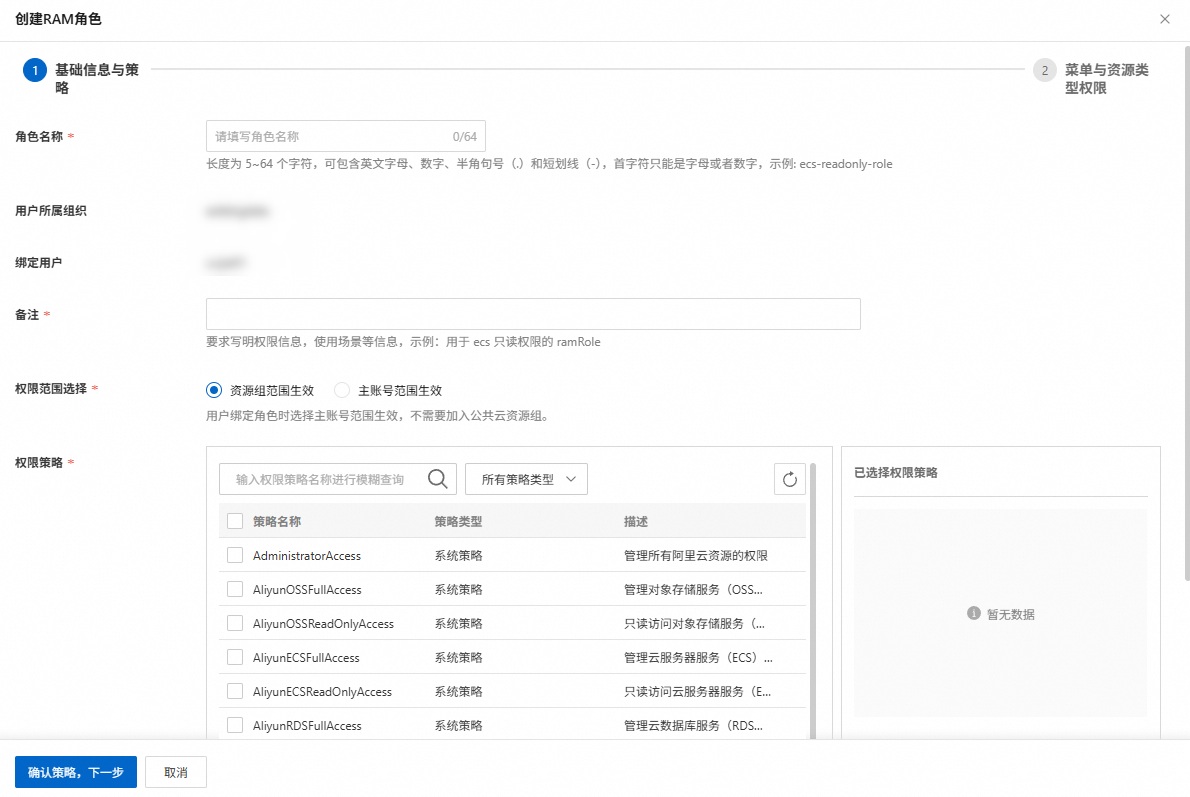 创建RAM角色
1 基础信息与策
略
2 菜单与资源类
型权限
角色名称 *
请填写角色名称 0/64
长度为 5~64 个字符，可包含英文字母、数字、半角句号（.）和短划线（-），首字符只能是字母或者数字，示例: ecs-readonly-role
用户所属组织
绑定用户
备注 *
要求写明权限信息，使用场景等信息，示例：用于 ecs 只读权限的 ramRole
权限范围选择 *
资源组范围生效 主账号范围生效
用户绑定角色时选择主账号范围生效，不需要加入公共云资源组。
权限策略 *
输入权限策略名称进行模糊查询 所有策略类型
已选择权限策略
策略名称 策略类型 描述
AdministratorAccess 系统策略 管理所有阿里云资源的权限
AliyunOSSFullAccess 系统策略 管理对象存储服务（OSS...
AliyunOSSReadOnlyAccess 系统策略 只读访问对象存储服务（...
暂无数据
AliyunECSFullAccess 系统策略 管理云服务器服务（ECS）...
AliyunECSReadOnlyAccess 系统策略 只读访问云服务器服务（E...
AliyunRDSFullAccess 系统策略 管理云数据库服务（RDS...
确认策略，下一步 取消